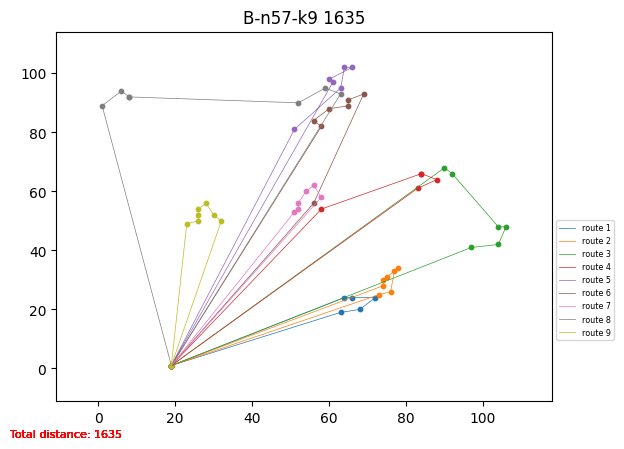 B-n57-k9 1635
100
80
60
40
20
0
0 20 40 60 80 100
route 1
route 2
route 3
route 4
route 5
route 6
route 7
route 8
route 9
Total distance: 1635